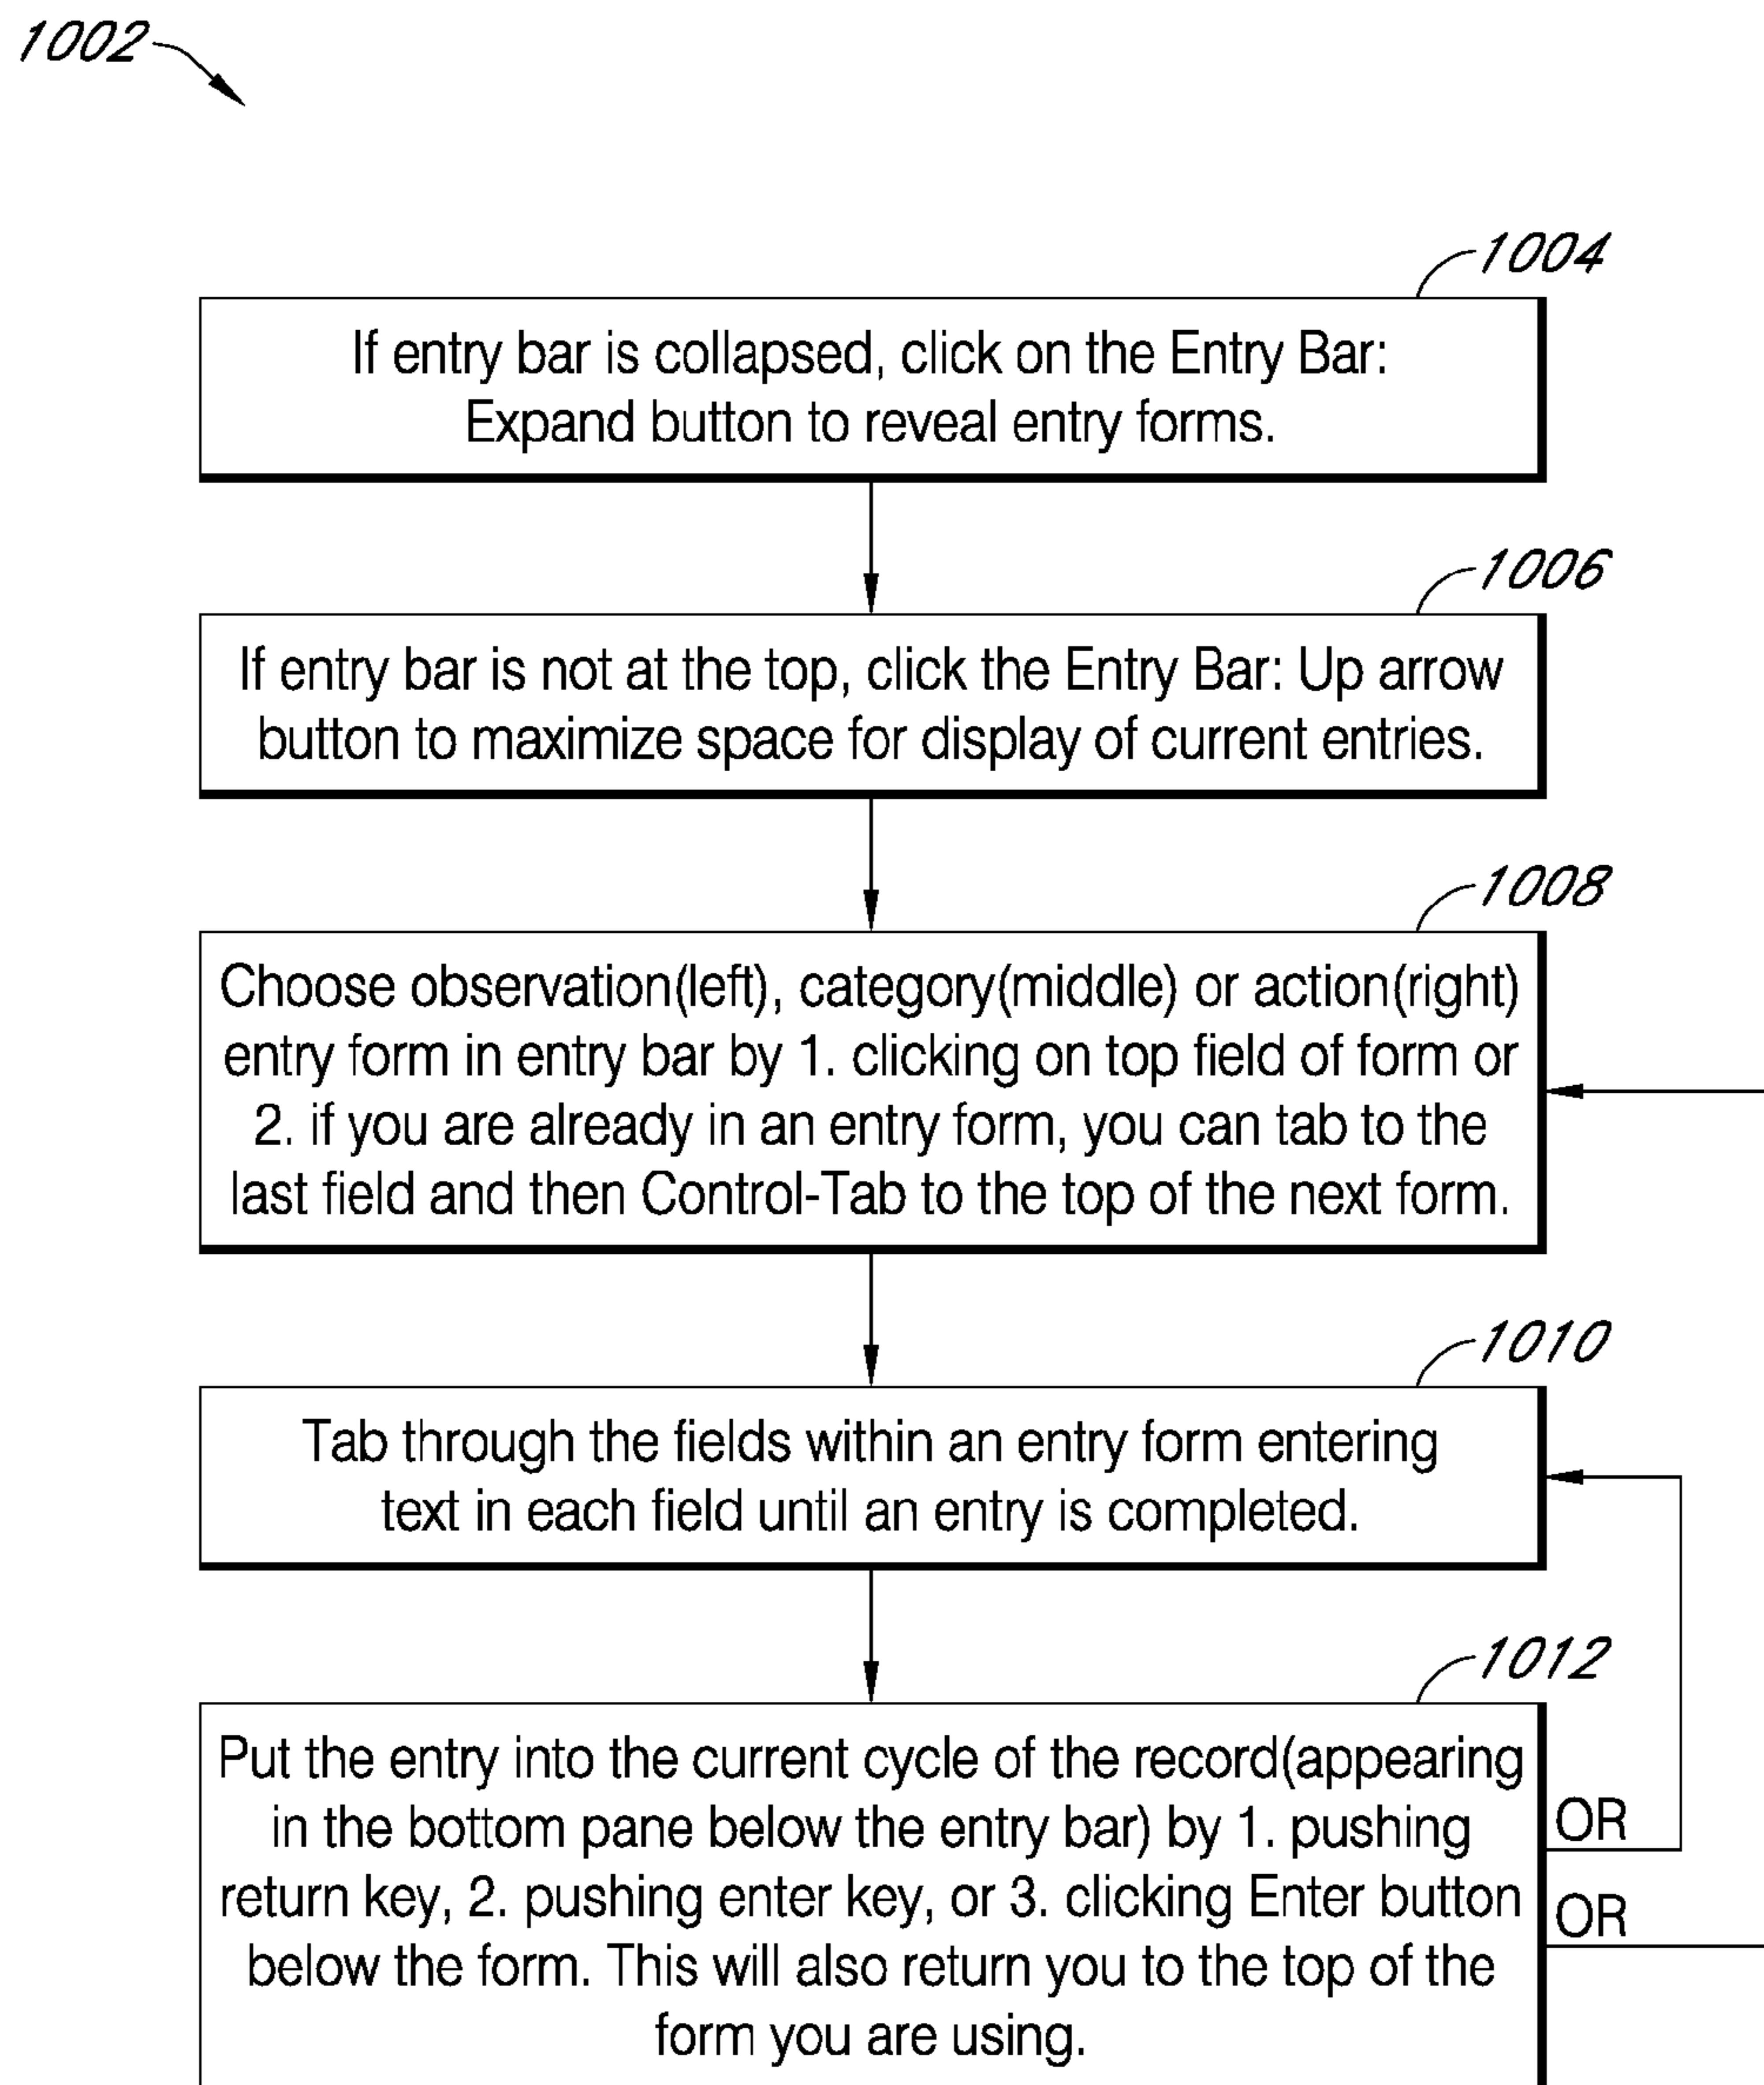 1002
1004
If entry bar is collapsed, click on the Entry Bar:
Expand button to reveal entry forms.
1006
If entry bar is not at the top, click the Entry Bar: Up arrow
button to maximize space for display of current entries.
1008
Choose observation(left), category(middle) or action(right)
entry form in entry bar by 1. clicking on top field of form or
2. if you are already in an entry form, you can tab to the
last field and then Control-Tab to the top of the next form.
1010
Tab through the fields within an entry form entering
text in each field until an entry is completed.
1012
Put the entry into the current cycle of the record(appearing
in the bottom pane below the entry bar) by 1. pushing
OR
return key, 2. pushing enter key, or 3. clicking Enter button
OR
below the form. This will also return you to the top of the
form you are using.